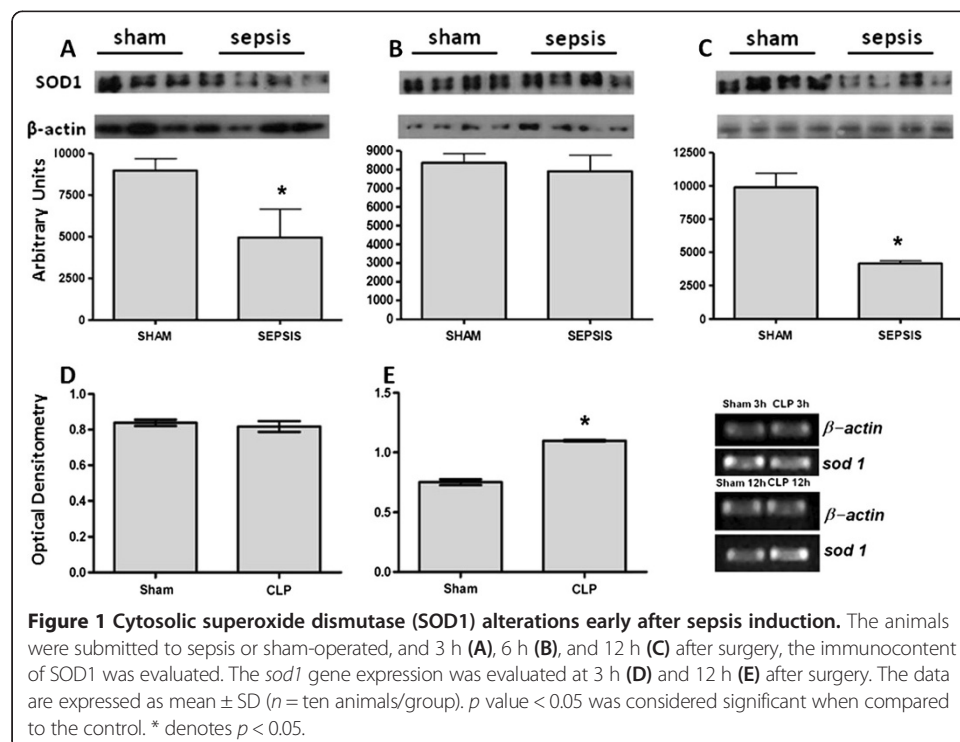 A sham sepsis B sham sepsis C sham sepsis
SOD1
β-actin
10000 7500 5000 2500 0
Arbitrary Units
*
SHAM SEPSIS
9000 8000 7000 6000 5000 4000 3000 2000 1000 0
SHAM SEPSIS
12500 10000 7500 5000 2500 0
*
SHAM SEPSIS
D
1.0 0.8 0.6 0.4 0.2 0.0
Optical Densitometry
Sham CLP
E
1.5 1.0 0.5 0.0
*
Sham CLP
Sham 3h CLP 3h
β-actin
sod 1
Sham 12h CLP 12h
β-actin
sod 1
Figure 1 Cytosolic superoxide dismutase (SOD1) alterations early after sepsis induction. The animals
were submitted to sepsis or sham-operated, and 3 h (A), 6 h (B), and 12 h (C) after surgery, the immunocontent
of SOD1 was evaluated. The sod1 gene expression was evaluated at 3 h (D) and 12 h (E) after surgery. The data
are expressed as mean ± SD (n = ten animals/group). p value < 0.05 was considered significant when compared
to the control. * denotes p < 0.05.